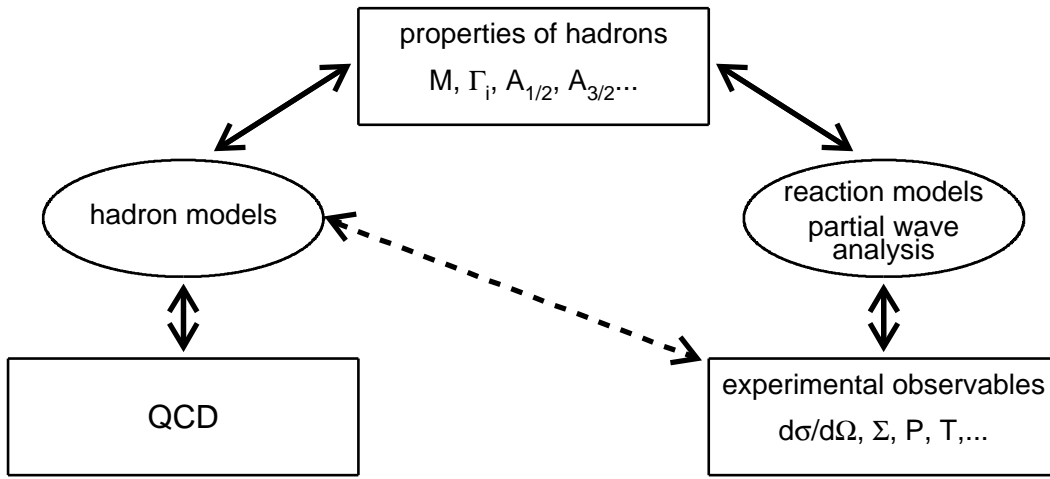 properties of hadrons
M, Γi, A1/2, A3/2...
hadron models
reaction models
partial wave
analysis
QCD
experimental observables
dσ/dΩ, Σ, P, T,...